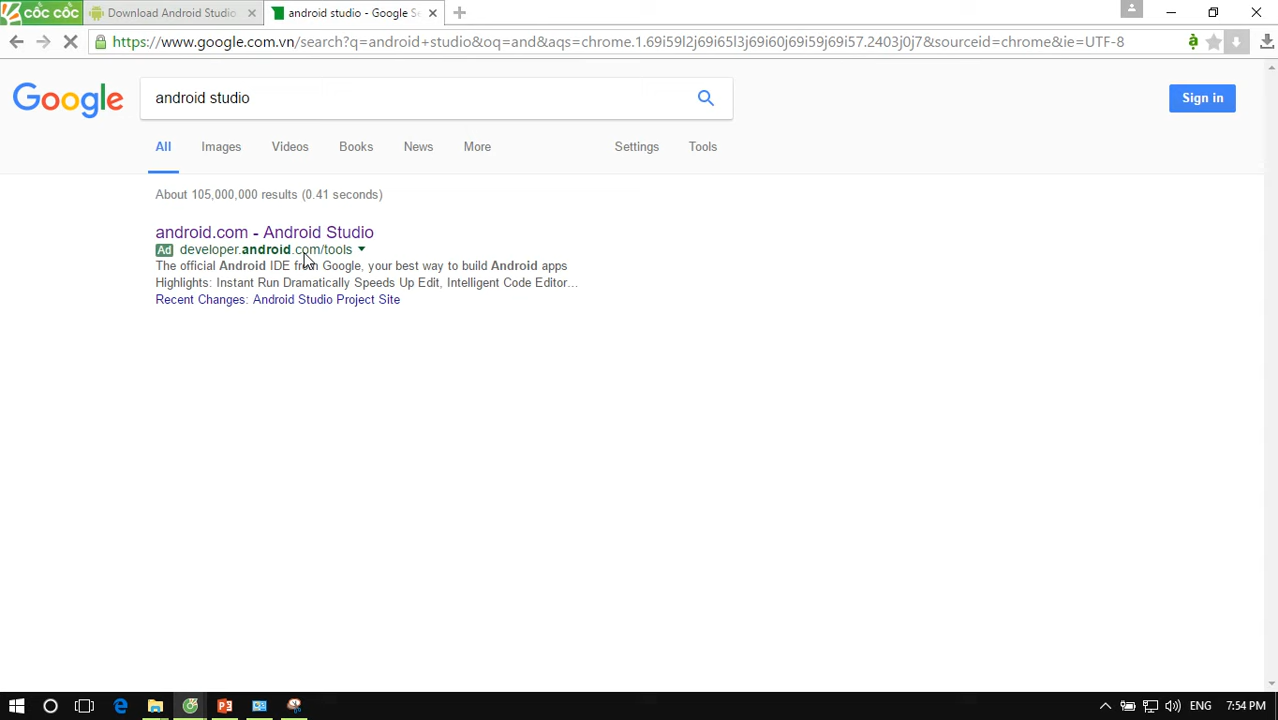 cốc cốc
Download Android Studio
android studio - Google Se
https://www.google.com.vn/search?q=android+studio&oq=and&aqs=chrome.1.69i59l2j69i65l3j69i60j69i59j69i57.2403j0j7&sourceid=chrome&ie=UTF-8
Google
android studio
Sign in
All Images Videos Books News More Settings Tools
About 105,000,000 results (0.41 seconds)
android.com - Android Studio
Ad developer.android.com/tools
The official Android IDE from Google, your best way to build Android apps
Highlights: Instant Run Dramatically Speeds Up Edit, Intelligent Code Editor...
Recent Changes: Android Studio Project Site
ENG 7:54 PM